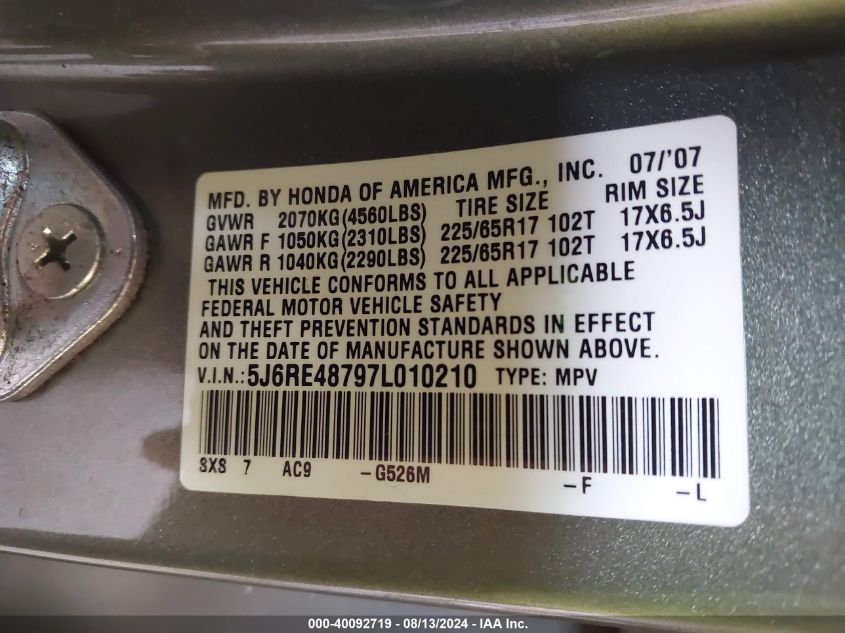 MFD. BY HONDA OF AMERICA MFG., INC. 07/'07
GVWR 2070KG(4560LBS) TIRE SIZE RIM SIZE
GAWR F 1050KG(2310LBS) 225/65R17 102T 17X6.5J
GAWR R 1040KG(2290LBS) 225/65R17 102T 17X6.5J
THIS VEHICLE CONFORMS TO ALL APPLICABLE
FEDERAL MOTOR VEHICLE SAFETY
AND THEFT PREVENTION STANDARDS IN EFFECT
ON THE DATE OF MANUFACTURE SHOWN ABOVE.
V.I.N.:5J6RE48797L010210 TYPE: MPV
SXS 7 AC9 -G526M -F -L
000-40092719 - 08/13/2024 - IAA Inc.